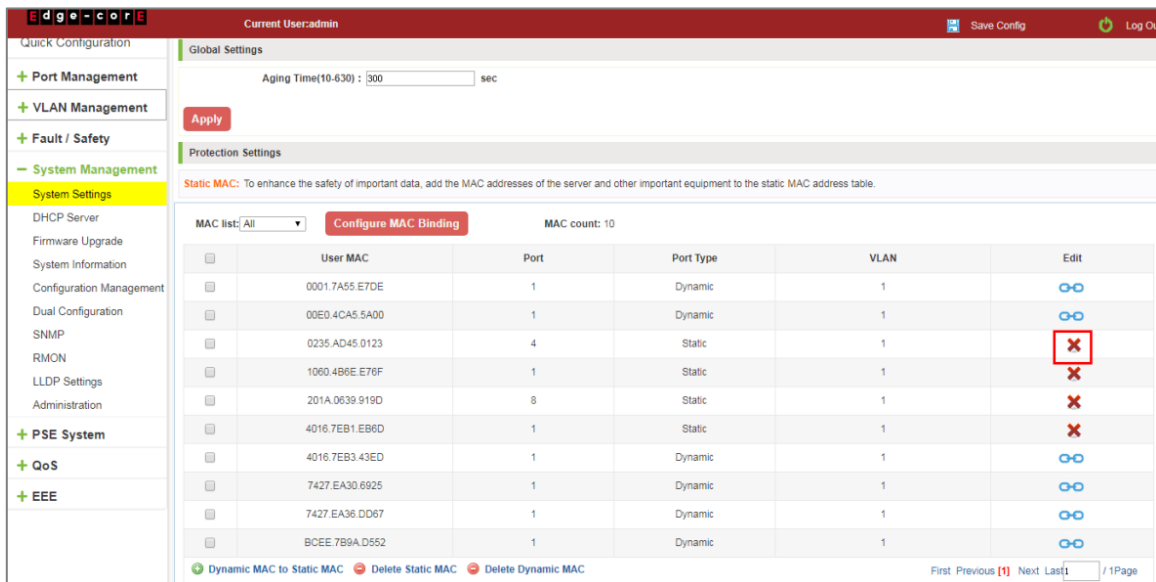 Edge-corE
Current User:admin
Save Config
Log Ou
Quick Configuration
+ Port Management
+ VLAN Management
+ Fault / Safety
− System Management
System Settings
DHCP Server
Firmware Upgrade
System Information
Configuration Management
Dual Configuration
SNMP
RMON
LLDP Settings
Administration
+ PSE System
+ QoS
+ EEE
Global Settings
Aging Time(10-630) : 300 sec
Apply
Protection Settings
Static MAC: To enhance the safety of important data, add the MAC addresses of the server and other important equipment to the static MAC address table.
MAC list: All Configure MAC Binding MAC count: 10
User MAC Port Port Type VLAN Edit
0001.7A55.E7DE 1 Dynamic 1
00E0.4CA5.5A00 1 Dynamic 1
0235.AD45.0123 4 Static 1
1060.4B6E.E76F 1 Static 1
201A.0639.919D 8 Static 1
4016.7EB1.EB6D 1 Static 1
4016.7EB3.43ED 1 Dynamic 1
7427.EA30.6925 1 Dynamic 1
7427.EA36.DD67 1 Dynamic 1
BCEE.7B9A.D552 1 Dynamic 1
Dynamic MAC to Static MAC Delete Static MAC Delete Dynamic MAC
First Previous [1] Next Last 1 / 1Page